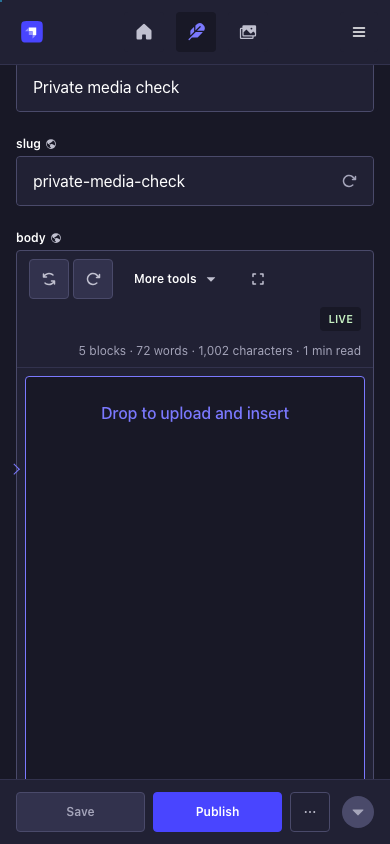 Private media check
slug
private-media-check
body
More tools
LIVE
5 blocks · 72 words · 1,002 characters · 1 min read
Drop to upload and insert
Save
Publish